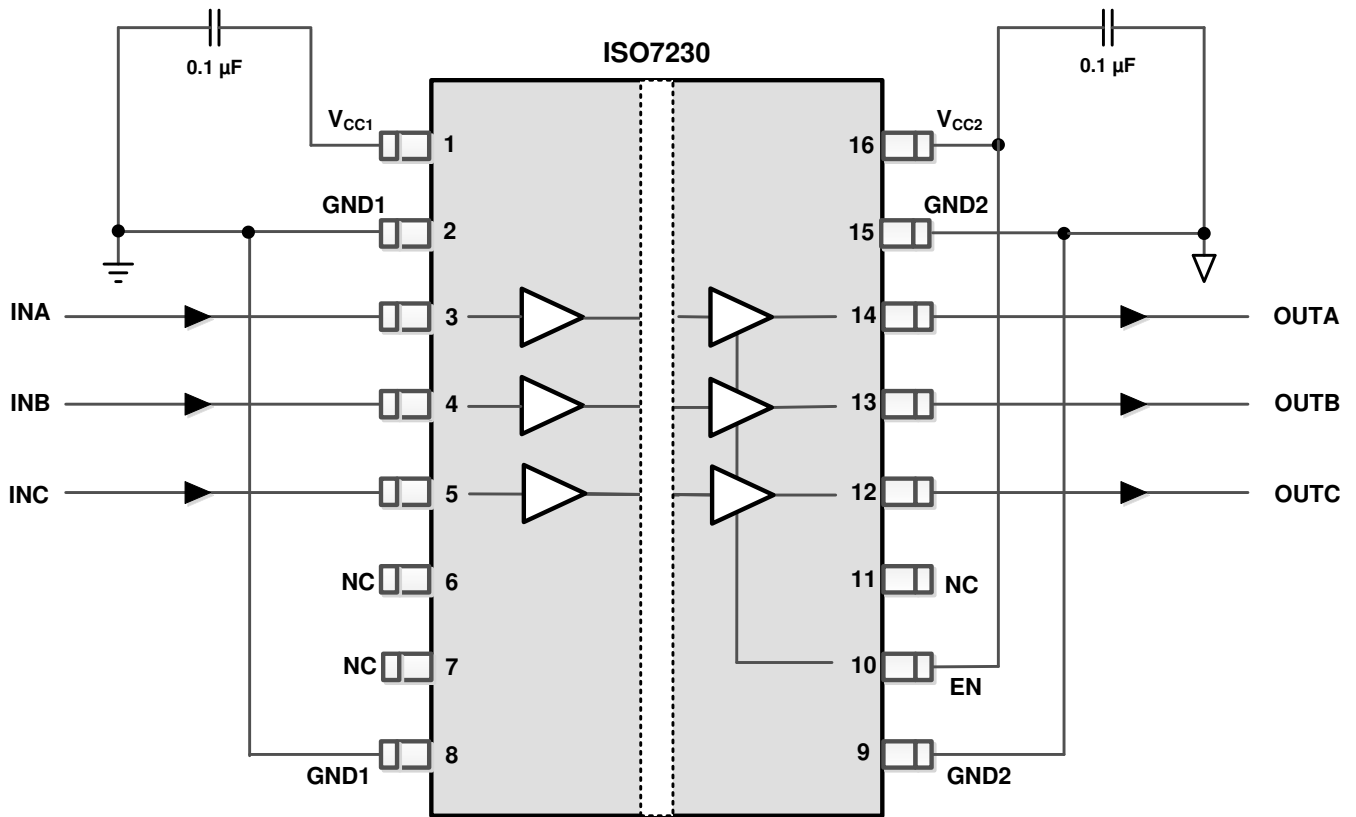 ISO7230
0.1 µF
0.1 µF
VCC1
1
16
VCC2
GND1
2
15
GND2
INA
3
14
OUTA
INB
4
13
OUTB
INC
5
12
OUTC
NC
6
11
NC
NC
7
10
EN
GND1
8
9
GND2